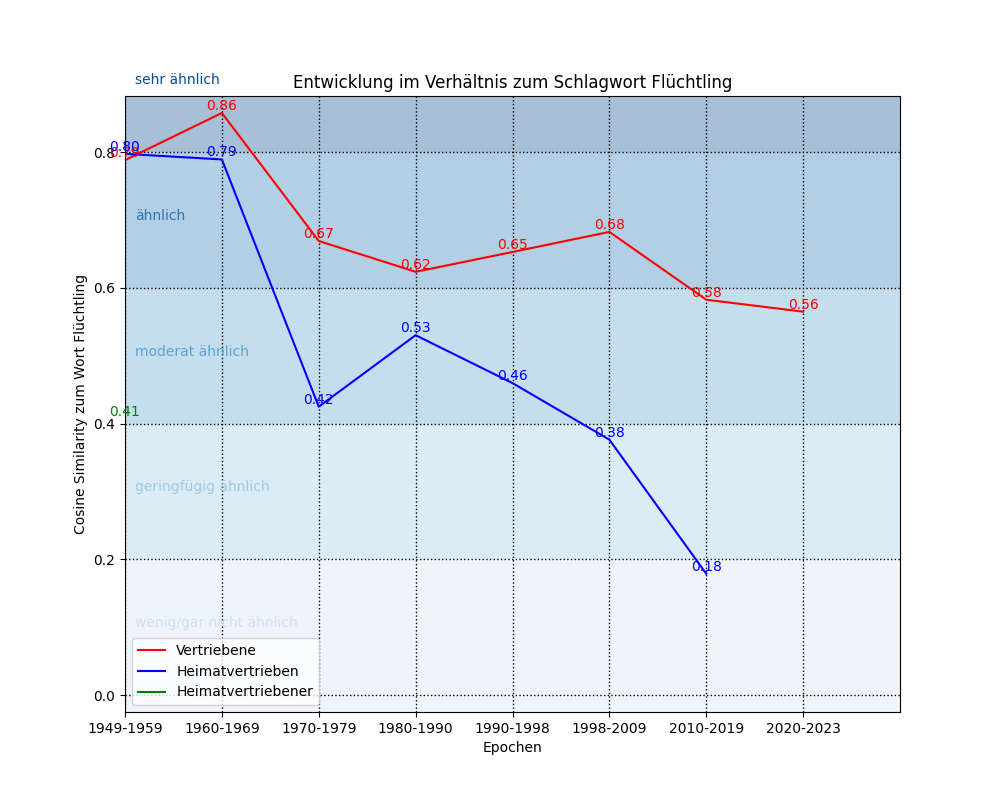 sehr ähnlich
Entwicklung im Verhältnis zum Schlagwort Flüchtling
0.86
0.80
0.8
0.79
ähnlich
0.67
0.62
0.65
0.68
0.6
0.58
0.56
0.53
moderat ähnlich
0.46
0.42
0.41
0.4
0.38
geringfügig ähnlich
0.2
0.18
wenig/gar nicht ähnlich
Vertriebene
Heimatvertrieben
Heimatvertriebener
0.0
Cosine Similarity zum Wort Flüchtling
1949-1959 1960-1969 1970-1979 1980-1990 1990-1998 1998-2009 2010-2019 2020-2023
Epochen